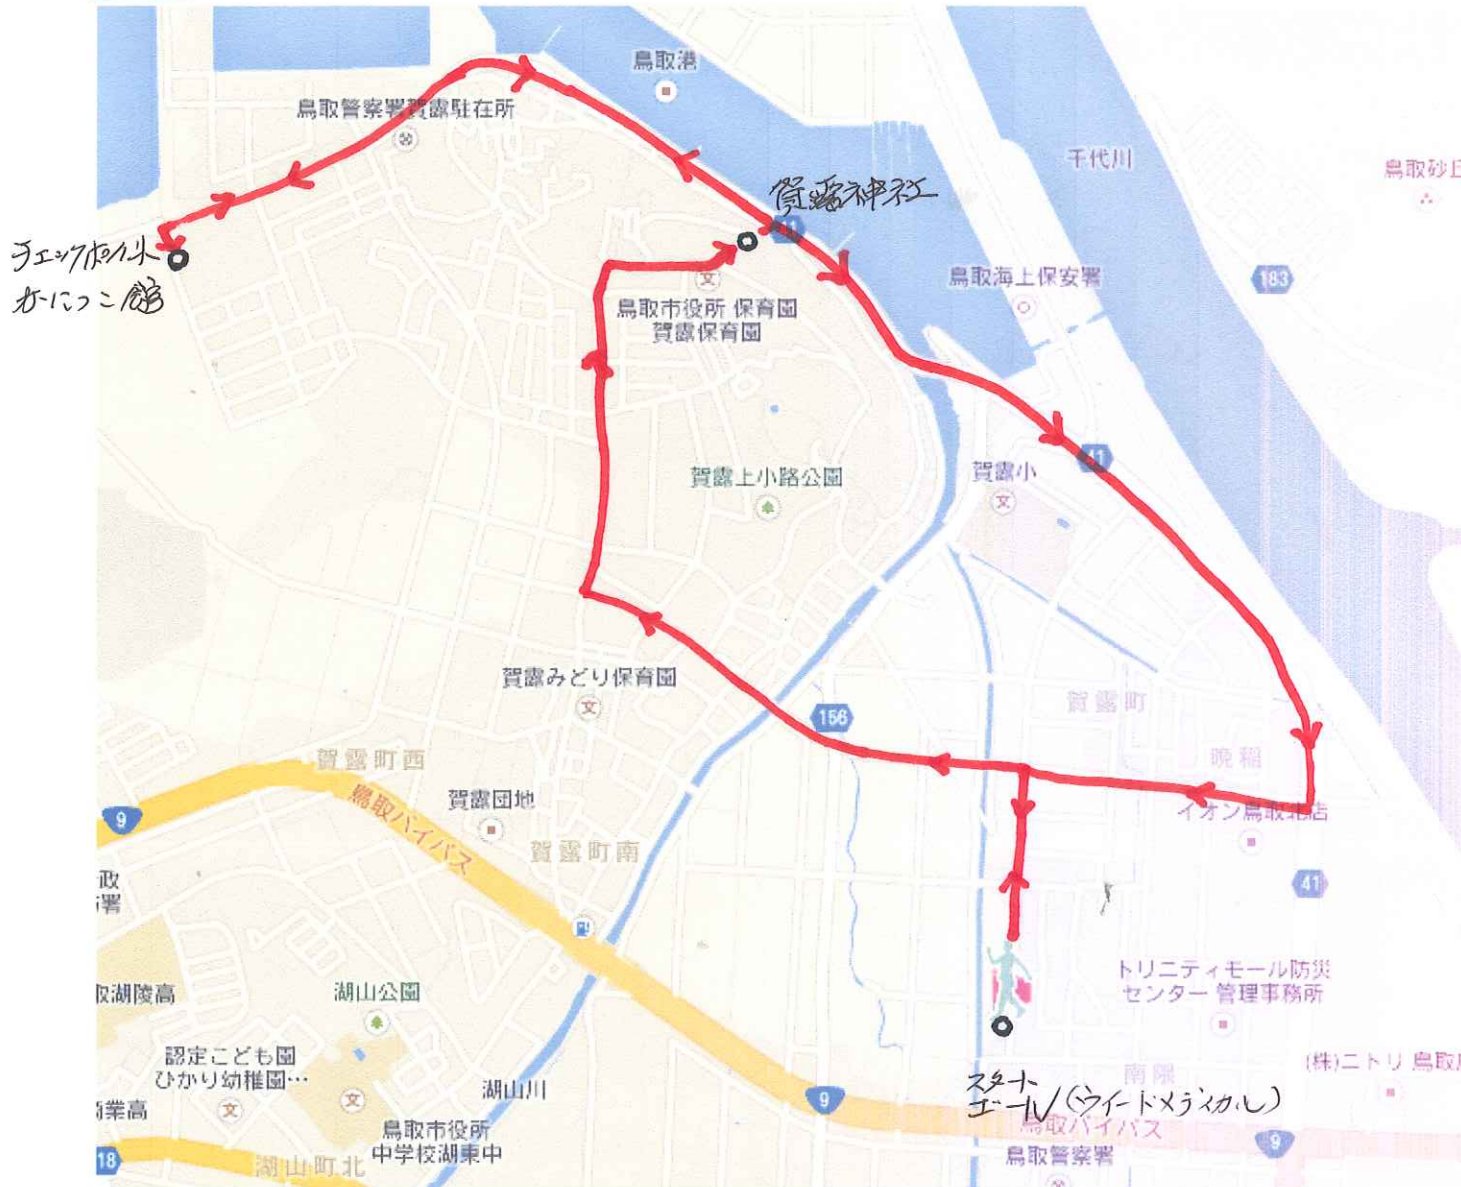 鳥取港
鳥取警察署賀露駐在所
千代川
鳥取砂丘
賀露神社
41
チェックポイント
かにっこ館
鳥取海上保安署
183
鳥取市役所 保育園
賀露保育園
41
賀露上小路公園
賀露小
賀露みどり保育園
156
賀露町
晩稲
賀露町西
9
鳥取バイパス
賀露団地
賀露町南
イオン鳥取北店
41
政
署
取湖陵高
湖山公園
トリニティモール防災
センター 管理事務所
認定こども園
ひかり幼稚園…
湖山川
商業高
鳥取市役所
中学校湖東中
18
湖山町北
9
スタート
ゴール(ウイードメディカル)
南隈
(株)ニトリ 鳥取
鳥取バイパス
9
鳥取警察署